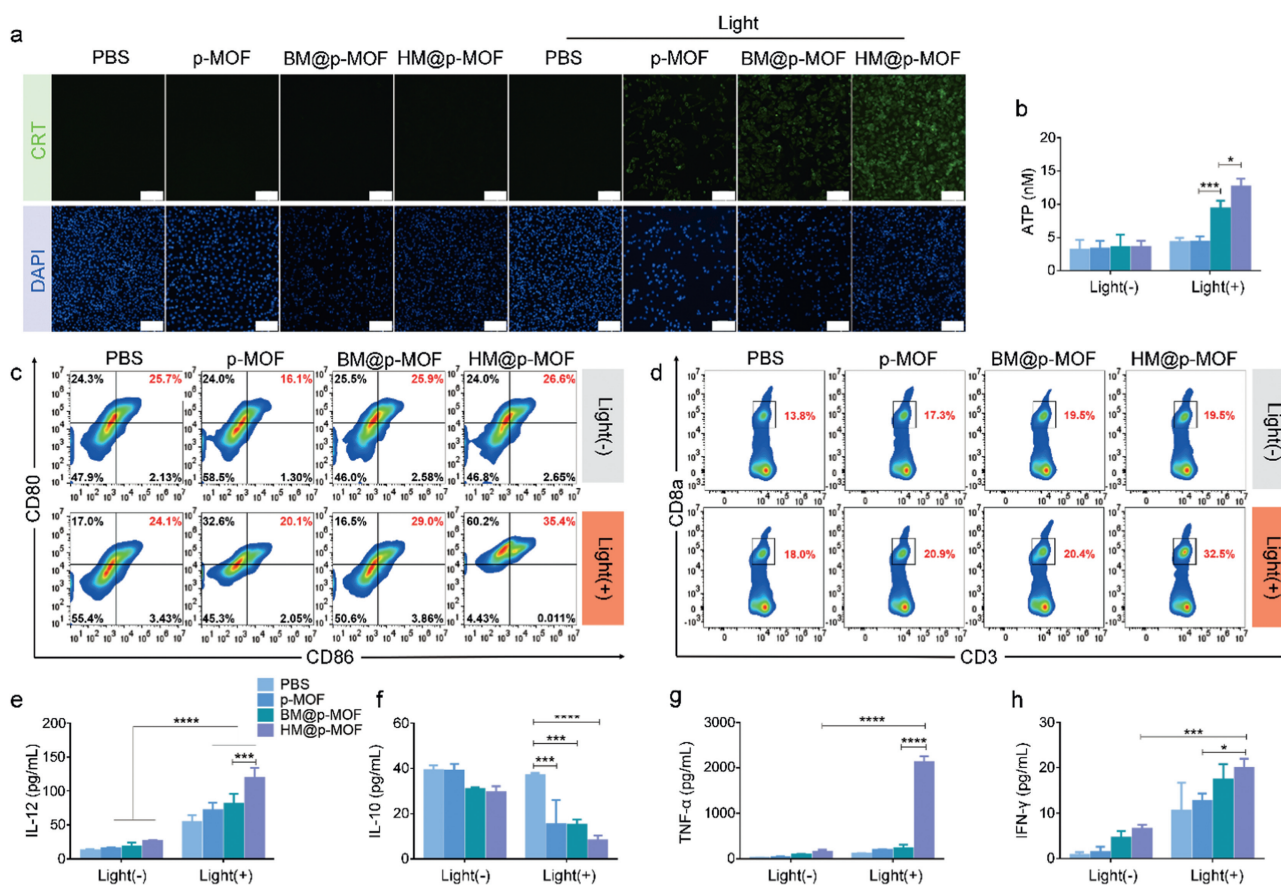 a
Light
PBS p-MOF BM@p-MOF HM@p-MOF PBS p-MOF BM@p-MOF HM@p-MOF
CRT
DAPI
b
ATP (nM)
20
15
10
5
0
*
***
Light(-) Light(+)
c
PBS p-MOF BM@p-MOF HM@p-MOF
24.3% 25.7% 24.0% 16.1% 25.5% 25.9% 24.0% 26.6%
47.9% 2.13% 58.5% 1.30% 46.0% 2.58% 46.8% 2.65%
Light(-)
17.0% 24.1% 32.6% 20.1% 16.5% 29.0% 60.2% 35.4%
55.4% 3.43% 45.3% 2.05% 50.6% 3.86% 4.43% 0.011%
Light(+)
CD80
CD86
d
PBS p-MOF BM@p-MOF HM@p-MOF
13.8% 17.3% 19.5% 19.5%
Light(-)
18.0% 20.9% 20.4% 32.5%
Light(+)
CD8a
CD3
e
PBS
p-MOF
BM@p-MOF
HM@p-MOF
IL-12 (pg/mL)
200
150
100
50
0
****
***
Light(-) Light(+)
f
IL-10 (pg/mL)
60
40
20
0
****
***
***
Light(-) Light(+)
g
TNF-α (pg/mL)
3000
2000
1000
0
****
****
Light(-) Light(+)
h
IFN-γ (pg/mL)
30
20
10
0
***
*
Light(-) Light(+)